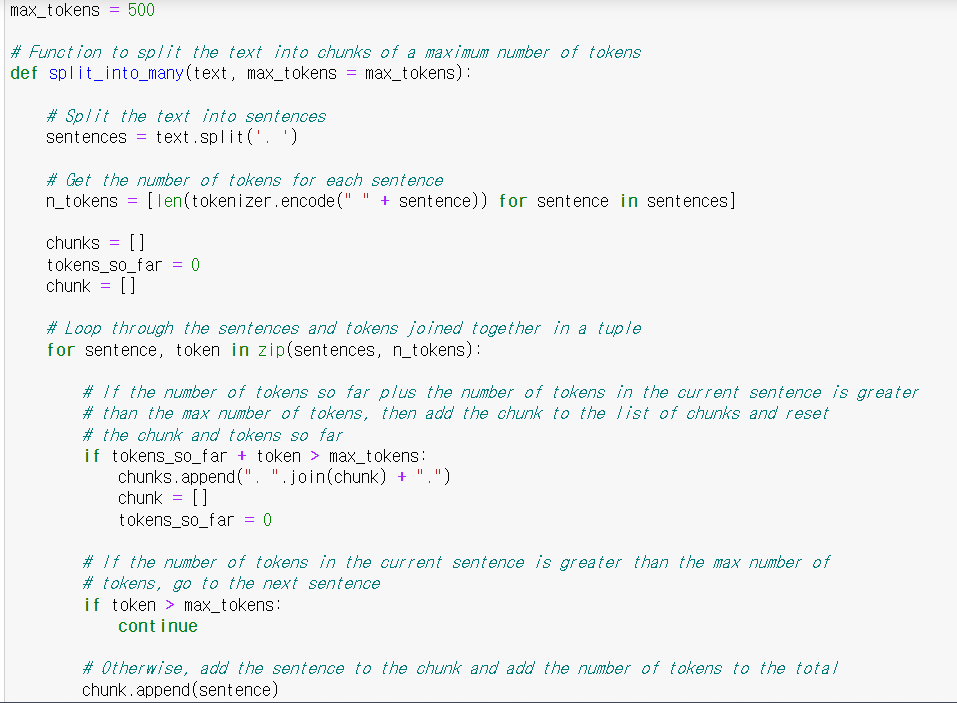 max_tokens = 500
# Function to split the text into chunks of a maximum number of tokens
def split_into_many(text, max_tokens = max_tokens):
# Split the text into sentences
sentences = text.split('. ')
# Get the number of tokens for each sentence
n_tokens = [len(tokenizer.encode(" " + sentence)) for sentence in sentences]
chunks = []
tokens_so_far = 0
chunk = []
# Loop through the sentences and tokens joined together in a tuple
for sentence, token in zip(sentences, n_tokens):
# If the number of tokens so far plus the number of tokens in the current sentence is greater
# than the max number of tokens, then add the chunk to the list of chunks and reset
# the chunk and tokens so far
if tokens_so_far + token > max_tokens:
chunks.append(". ".join(chunk) + ".")
chunk = []
tokens_so_far = 0
# If the number of tokens in the current sentence is greater than the max number of
# tokens, go to the next sentence
if token > max_tokens:
continue
# Otherwise, add the sentence to the chunk and add the number of tokens to the total
chunk.append(sentence)